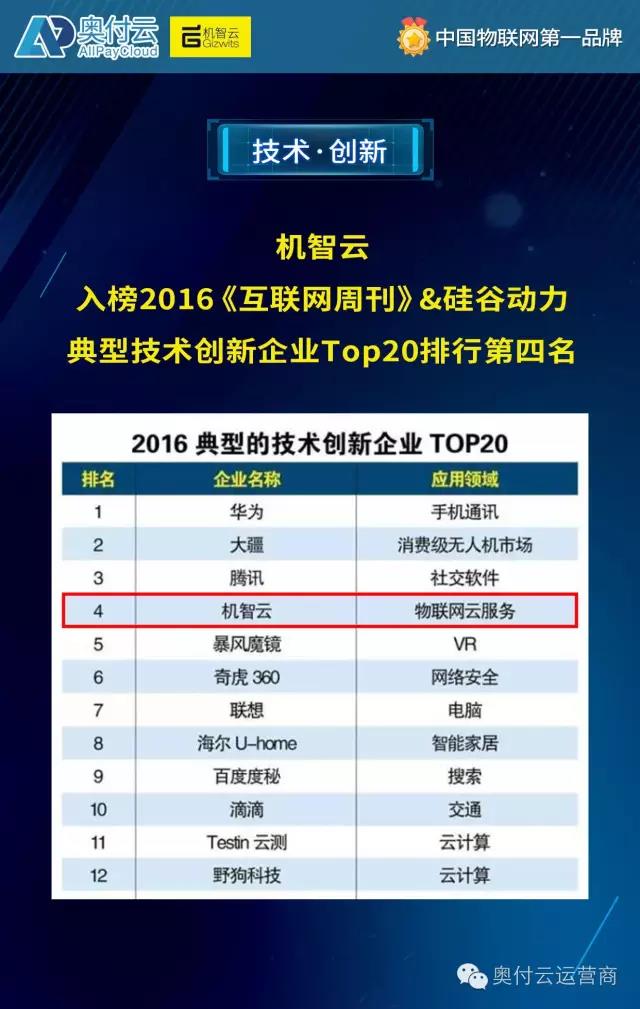 奥付云
AllPayCloud
机智云
Gizwits
中国物联网第一品牌
技术·创新
机智云
入榜2016《互联网周刊》&硅谷动力
典型技术创新企业Top20排行第四名
2016 典型的技术创新企业 TOP20
排名 企业名称 应用领域
1 华为 手机通讯
2 大疆 消费级无人机市场
3 腾讯 社交软件
4 机智云 物联网云服务
5 暴风魔镜 VR
6 奇虎 360 网络安全
7 联想 电脑
8 海尔 U-home 智能家居
9 百度度秘 搜索
10 滴滴 交通
11 Testin 云测 云计算
12 野狗科技 云计算
奥付云运营商